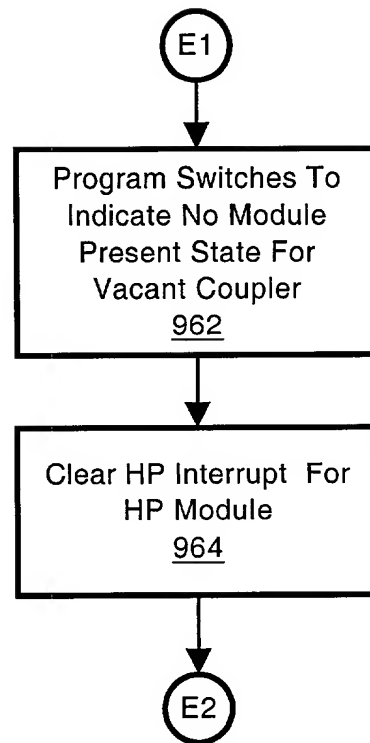 E1
Program Switches To
Indicate No Module
Present State For
Vacant Coupler
962
Clear HP Interrupt For
HP Module
964
E2